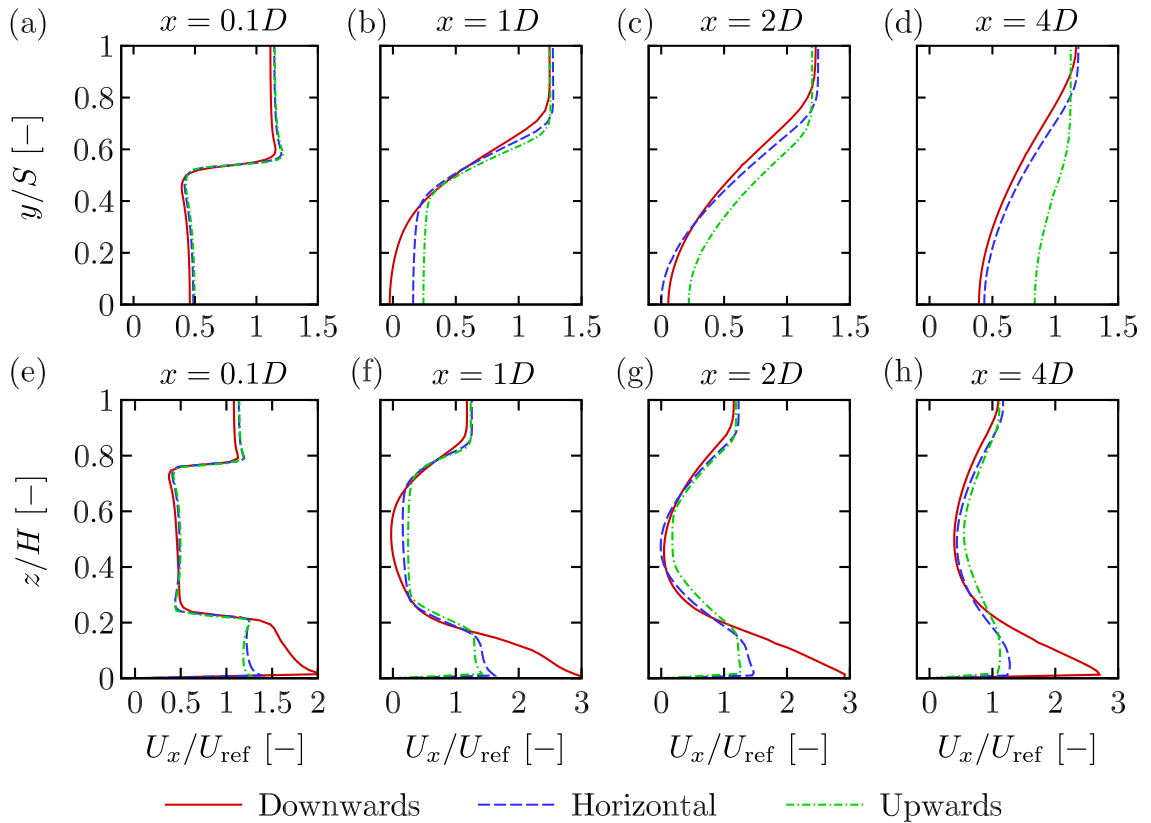 (a) x = 0.1D (b) x = 1D (c) x = 2D (d) x = 4D
1
0.8
0.6
0.4
0.2
0
y/S [−]
0 0.5 1 1.5 0 0.5 1 1.5 0 0.5 1 1.5 0 0.5 1 1.5
(e) x = 0.1D (f) x = 1D (g) x = 2D (h) x = 4D
1
0.8
0.6
0.4
0.2
0
z/H [−]
0 0.5 1 1.5 2 0 1 2 3 0 1 2 3 0 1 2 3
Uₓ/U_ref [−] Uₓ/U_ref [−] Uₓ/U_ref [−] Uₓ/U_ref [−]
Downwards Horizontal Upwards